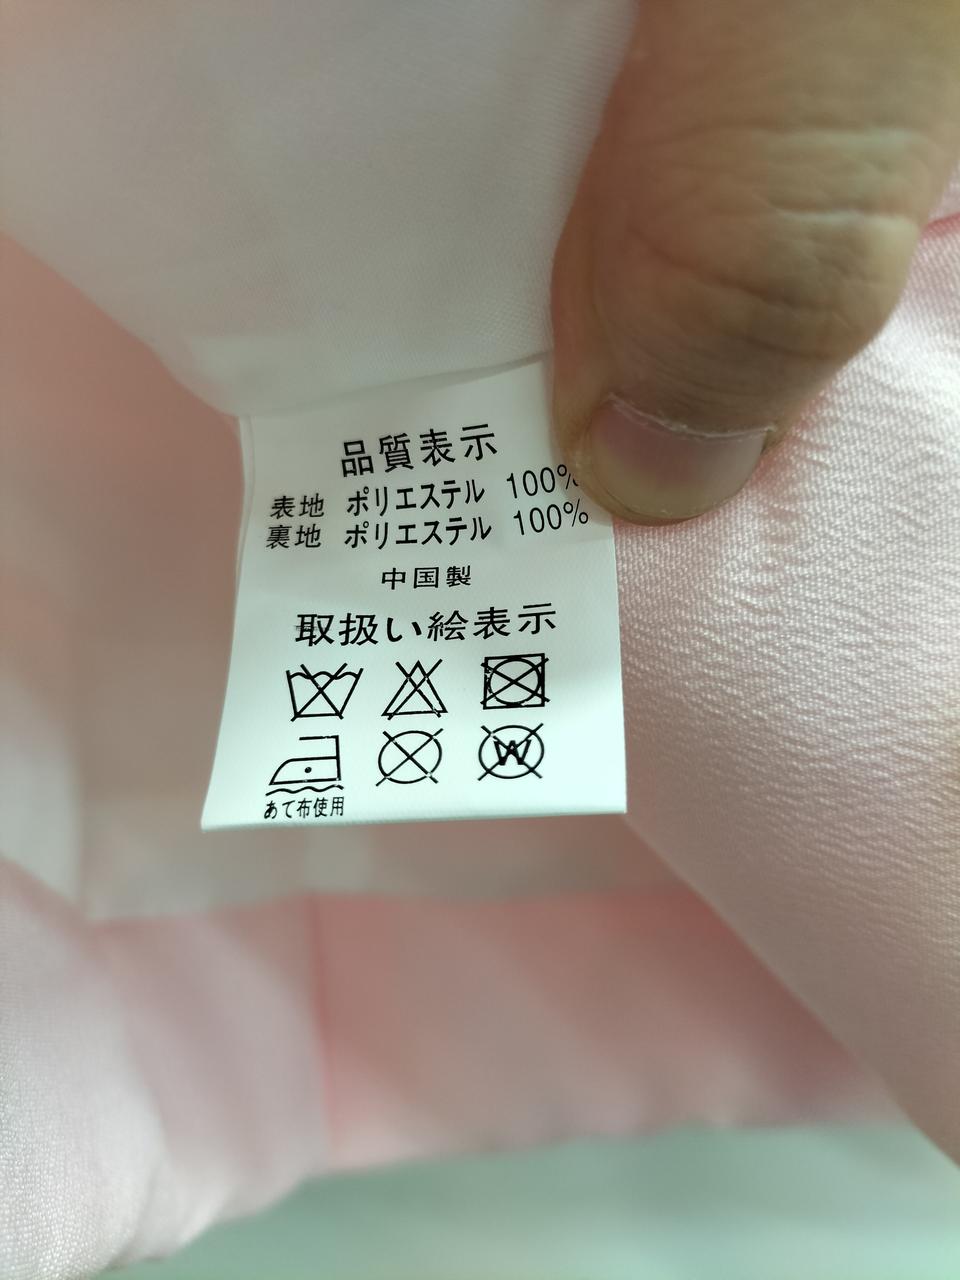 品質表示
表地 ポリエステル 100%
裏地 ポリエステル 100%
中国製
取扱い絵表示
W
あて布使用